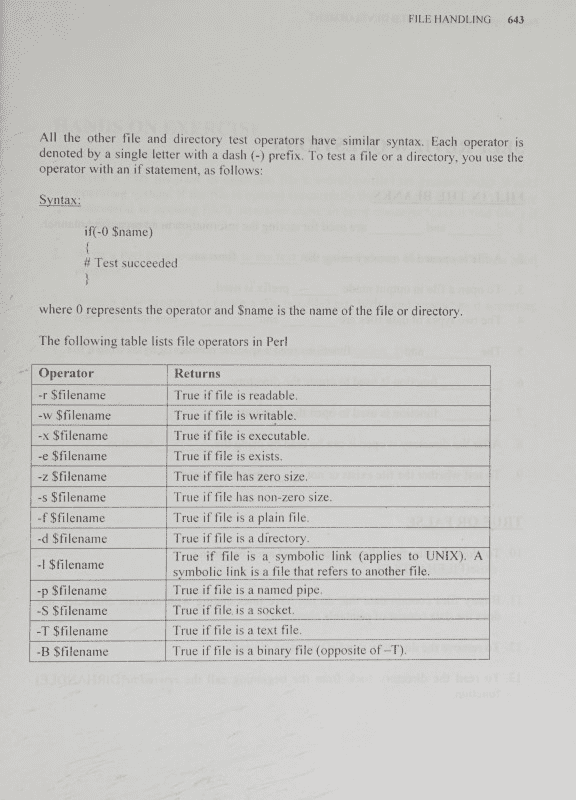 FILE HANDLING 643
All the other file and directory test operators have similar syntax. Each operator is
denoted by a single letter with a dash (-) prefix. To test a file or a directory, you use the
operator with an if statement, as follows:
Syntax:
if(-0 $name)
{
# Test succeeded
}
where 0 represents the operator and $name is the name of the file or directory.
The following table lists file operators in Perl
Operator Returns
-r $filename True if file is readable.
-w $filename True if file is writable.
-x $filename True if file is executable.
-e $filename True if file is exists.
-z $filename True if file has zero size.
-s $filename True if file has non-zero size.
-f $filename True if file is a plain file.
-d $filename True if file is a directory.
-l $filename True if file is a symbolic link (applies to UNIX). A
symbolic link is a file that refers to another file.
-p $filename True if file is a named pipe.
-S $filename True if file is a socket.
-T $filename True if file is a text file.
-B $filename True if file is a binary file (opposite of –T).